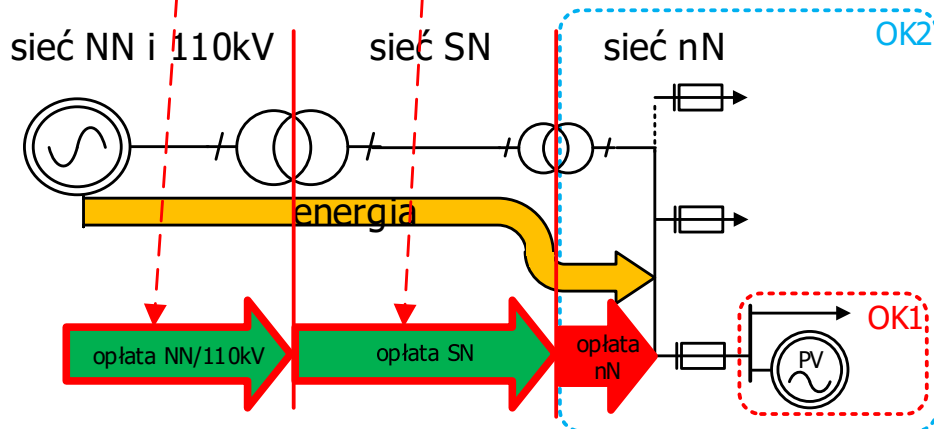 sieć NN i 110kV
sieć SN
sieć nN
OK2
energia
opłata NN/110kV
opłata SN
opłata
nN
OK1
PV